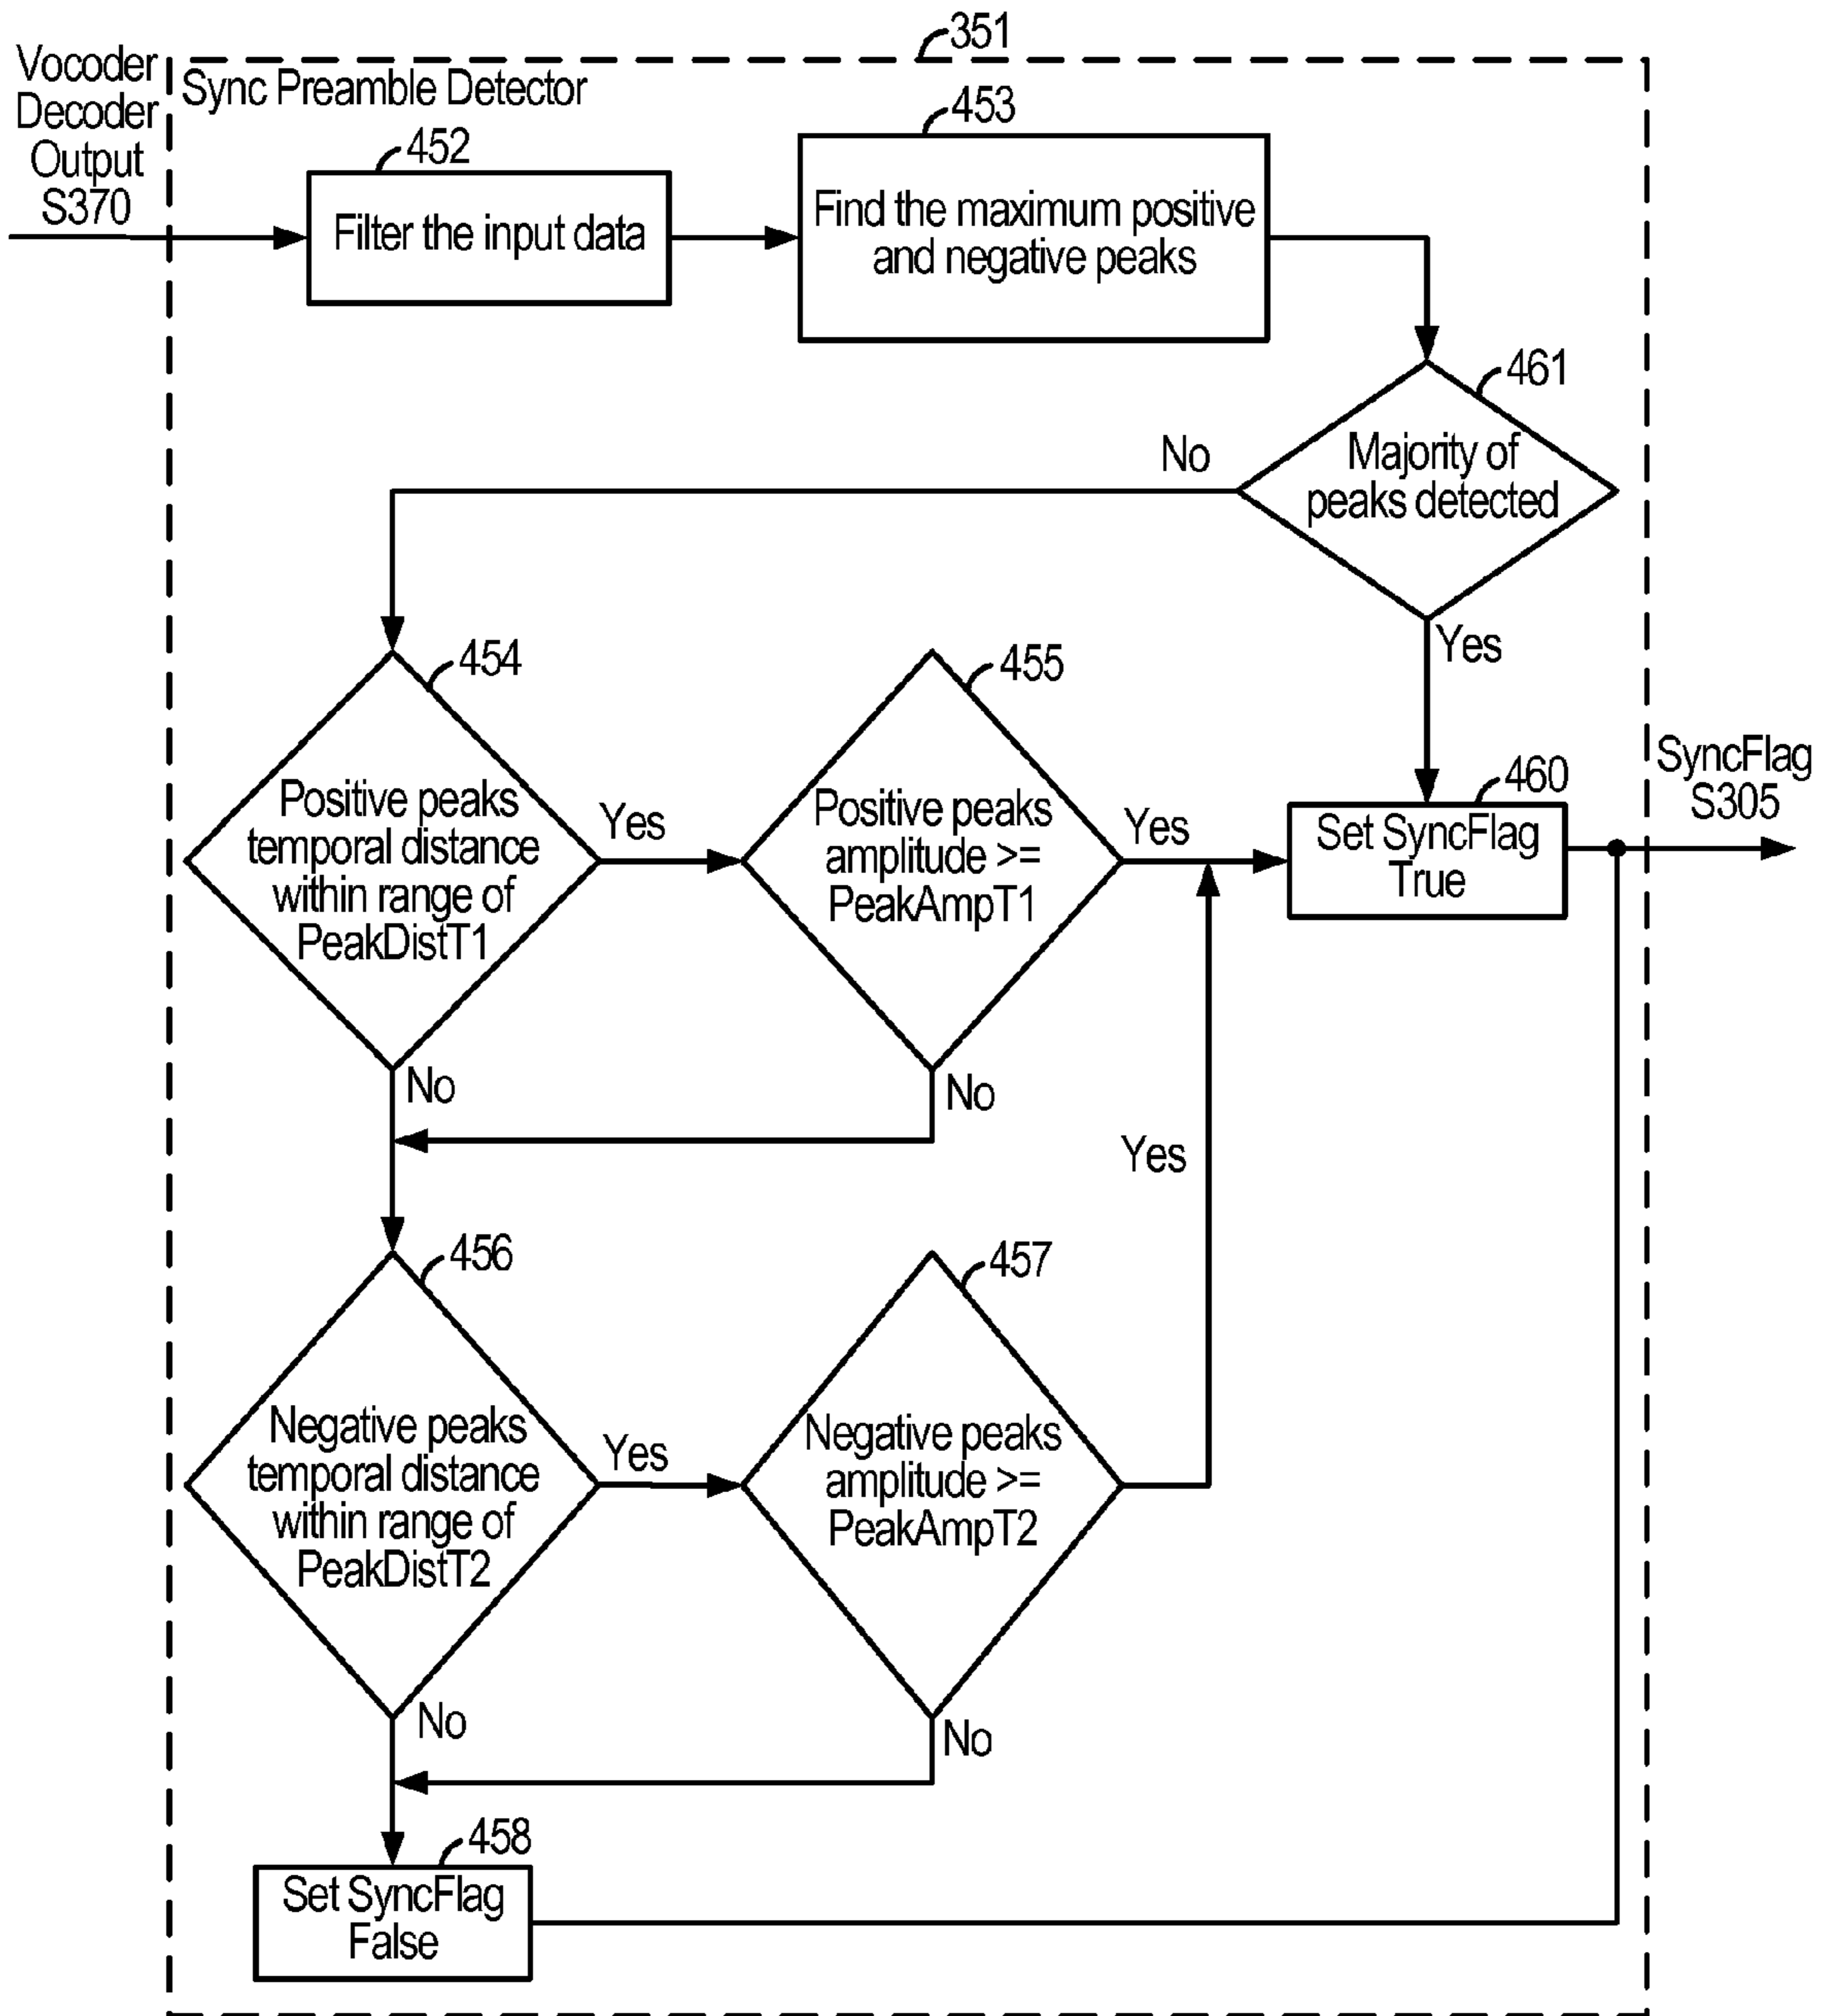 351
Vocoder
Decoder
Output
S370
Sync Preamble Detector
452
453
Filter the input data
Find the maximum positive
and negative peaks
461
Majority of
peaks detected
No
Yes
454
455
Positive peaks
temporal distance
within range of
PeakDistT1
Yes
Positive peaks
amplitude >=
PeakAmpT1
Yes
460
Set SyncFlag
True
SyncFlag
S305
No
No
Yes
456
457
Negative peaks
temporal distance
within range of
PeakDistT2
Yes
Negative peaks
amplitude >=
PeakAmpT2
No
No
458
Set SyncFlag
False